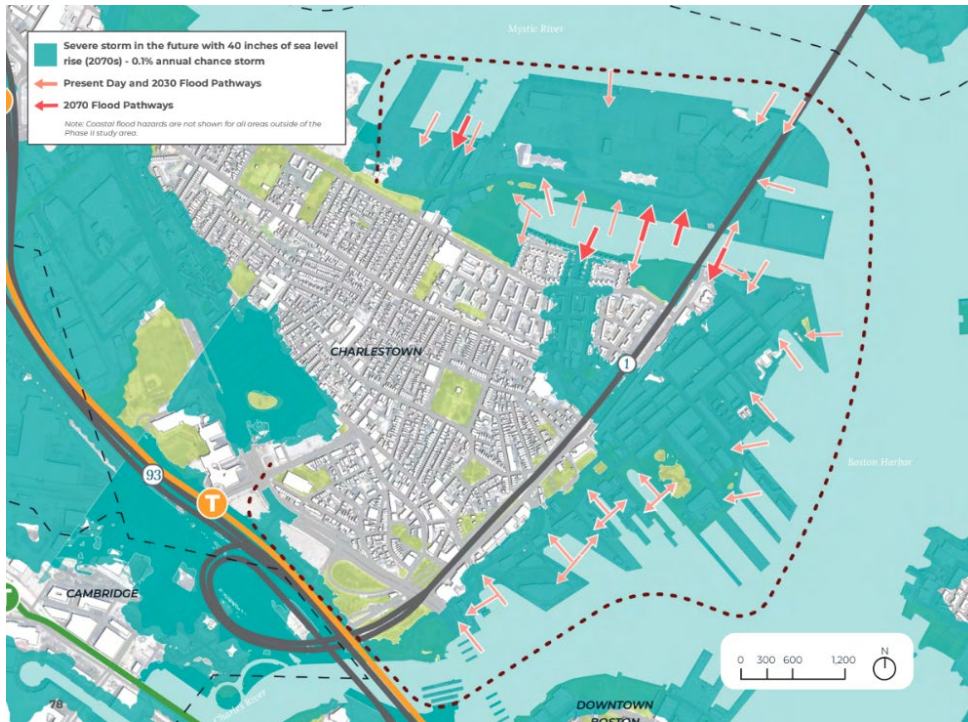 Mystic River
Severe storm in the future with 40 inches of sea level
rise (2070s) - 0.1% annual chance storm
Present Day and 2030 Flood Pathways
2070 Flood Pathways
Note: Coastal flood hazards are not shown for all areas outside of the
Phase II study area.
CHARLESTOWN
1
Boston Harbor
93
T
CAMBRIDGE
T
N
0 300 600 1,200
78
Charles River
DOWNTOWN
BOSTON